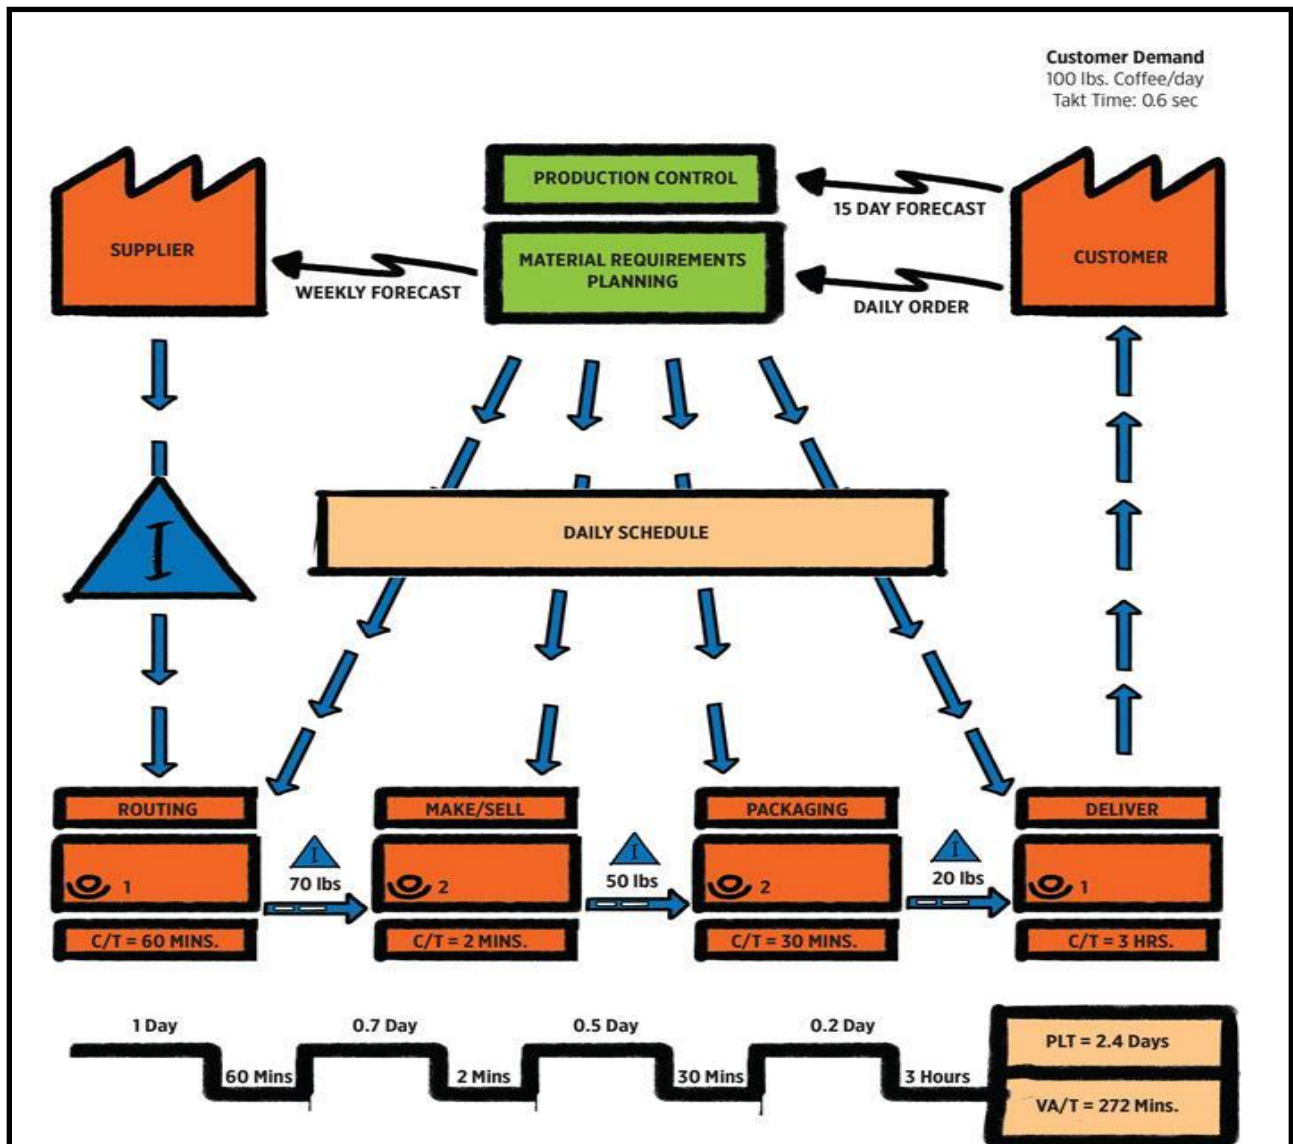 Customer Demand
100 lbs. Coffee/day
Takt Time: 0.6 sec
PRODUCTION CONTROL
15 DAY FORECAST
SUPPLIER
MATERIAL REQUIREMENTS
PLANNING
CUSTOMER
WEEKLY FORECAST
DAILY ORDER
I
DAILY SCHEDULE
ROUTING
MAKE/SELL
PACKAGING
DELIVER
1
I
70 lbs
2
I
50 lbs
2
I
20 lbs
1
C/T = 60 MINS.
C/T = 2 MINS.
C/T = 30 MINS.
C/T = 3 HRS.
1 Day
0.7 Day
0.5 Day
0.2 Day
60 Mins
2 Mins
30 Mins
3 Hours
PLT = 2.4 Days
VA/T = 272 Mins.